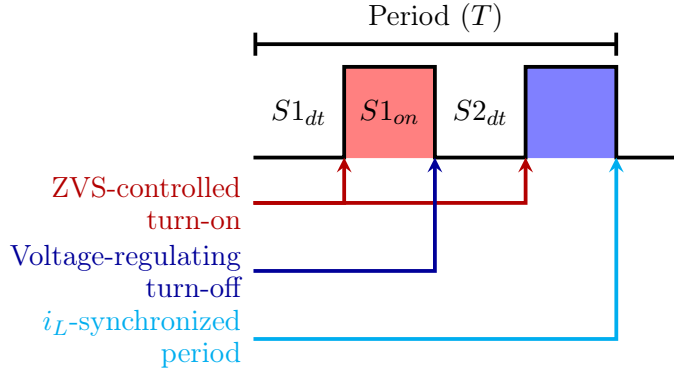 Period (T)
S1dt
S1on
S2dt
ZVS-controlled
turn-on
Voltage-regulating
turn-off
iL-synchronized
period